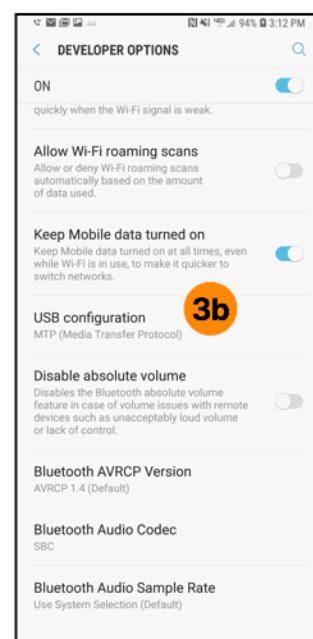 94% 3:12 PM
DEVELOPER OPTIONS
ON
quickly when the Wi-Fi signal is weak.
Allow Wi-Fi roaming scans
Allow or deny Wi-Fi roaming scans
automatically based on the amount
of data used.
Keep Mobile data turned on
Keep Mobile data turned on at all times, even
while Wi-Fi is in use, to make it quicker to
switch networks.
3b
USB configuration
MTP (Media Transfer Protocol)
Disable absolute volume
Disables the Bluetooth absolute volume
feature in case of volume issues with remote
devices such as unacceptably loud volume
or lack of control.
Bluetooth AVRCP Version
AVRCP 1.4 (Default)
Bluetooth Audio Codec
SBC
Bluetooth Audio Sample Rate
Use System Selection (Default)